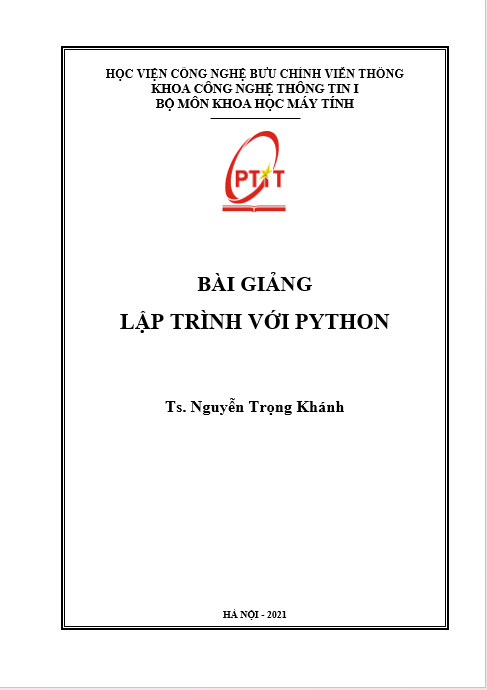 HỌC VIỆN CÔNG NGHỆ BƯU CHÍNH VIỄN THÔNG
KHOA CÔNG NGHỆ THÔNG TIN I
BỘ MÔN KHOA HỌC MÁY TÍNH
PTIT
BÀI GIẢNG
LẬP TRÌNH VỚI PYTHON
Ts. Nguyễn Trọng Khánh
HÀ NỘI - 2021